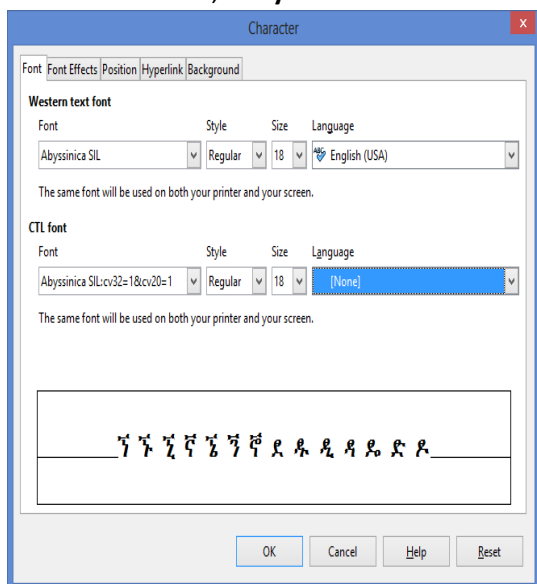 Character
x
Font Font Effects Position Hyperlink Background
Western text font
Font Style Size Language
Abyssinica SIL Regular 18 English (USA)
The same font will be used on both your printer and your screen.
CTL font
Font Style Size Language
Abyssinica SIL:cv32=1&cv20=1 Regular 18 [None]
The same font will be used on both your printer and your screen.
ኘ ኙ ኚ ኛ ኜ ኝ ኞ ዸ ዹ ዺ ዻ ዼ ዽ ዾ
OK Cancel Help Reset